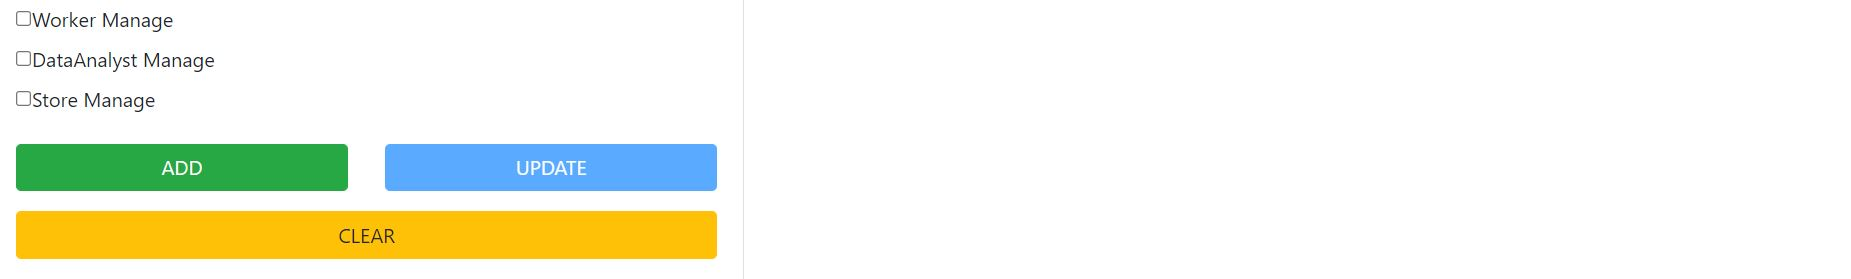 Worker Manage
DataAnalyst Manage
Store Manage
ADD UPDATE
CLEAR